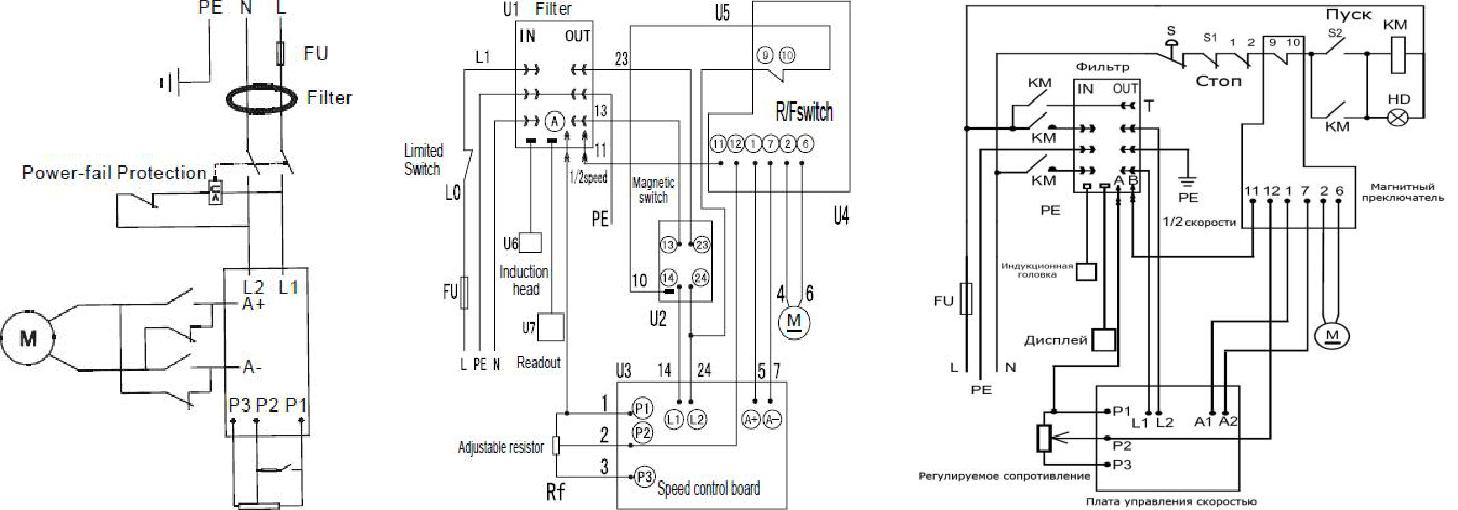 PE N L
FU
Filter
Power-fail Protection
L2 L1
A+
M
A-
P3 P2 P1
U1 Filter
U5
IN OUT
L1
23
9 10
R/Fswitch
13
A
11
11 12 1 7 2 6
Limited
Switch
1/2speed
Magnetic
switch
L0
PE
U4
U6
13 23
Induction
head
14 24
10
FU
U2
4 6
M
U7
L PE N
Readout
U3 14 24 5 7
1
P1
L1 L2 A+ A-
2
P2
Adjustable resistor
3
P3
Rf
Speed control board
Пуск
KM
S
S1
1 2
9 10
S2
Стоп
Фильтр
IN OUT
KM
T
HD
KM
KM
KM
A B
PE
PE
11 12 1 7 2 6
Магнитный
преключатель
1/2 скорости
Индукционная
головка
FU
Дисплей
M
L
PE
N
P1
L1 L2 A1 A2
P2
P3
Регулируемое сопротивление
Плата управления скоростью